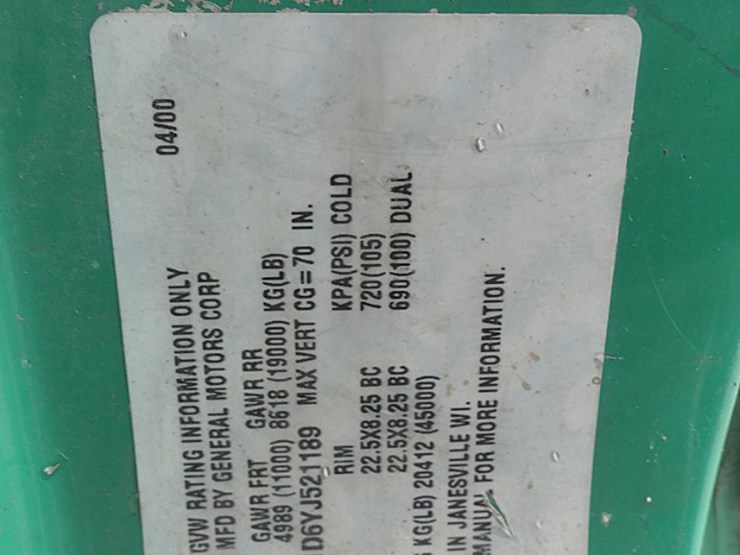 04/00
GVW RATING INFORMATION ONLY
MFD BY GENERAL MOTORS CORP
GAWR FRT GAWR RR
4989 (11000) 8618 (19000) KG(LB)
D6YJ521189 MAX VERT CG=70 IN.
RIM KPA(PSI) COLD
22.5X8.25 BC 720(105)
22.5X8.25 BC 690(100) DUAL
KG(LB) 20412 (45000)
IN JANESVILLE WI.
MANUAL FOR MORE INFORMATION.